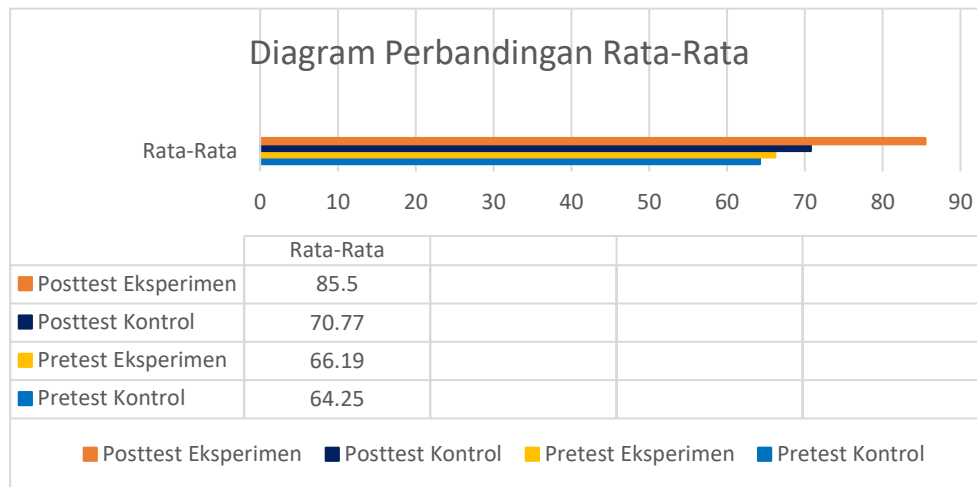 Diagram Perbandingan Rata-Rata
Rata-Rata
0 10 20 30 40 50 60 70 80 90
Rata-Rata
Posttest Eksperimen 85.5
Posttest Kontrol 70.77
Pretest Eksperimen 66.19
Pretest Kontrol 64.25
Posttest Eksperimen Posttest Kontrol Pretest Eksperimen Pretest Kontrol